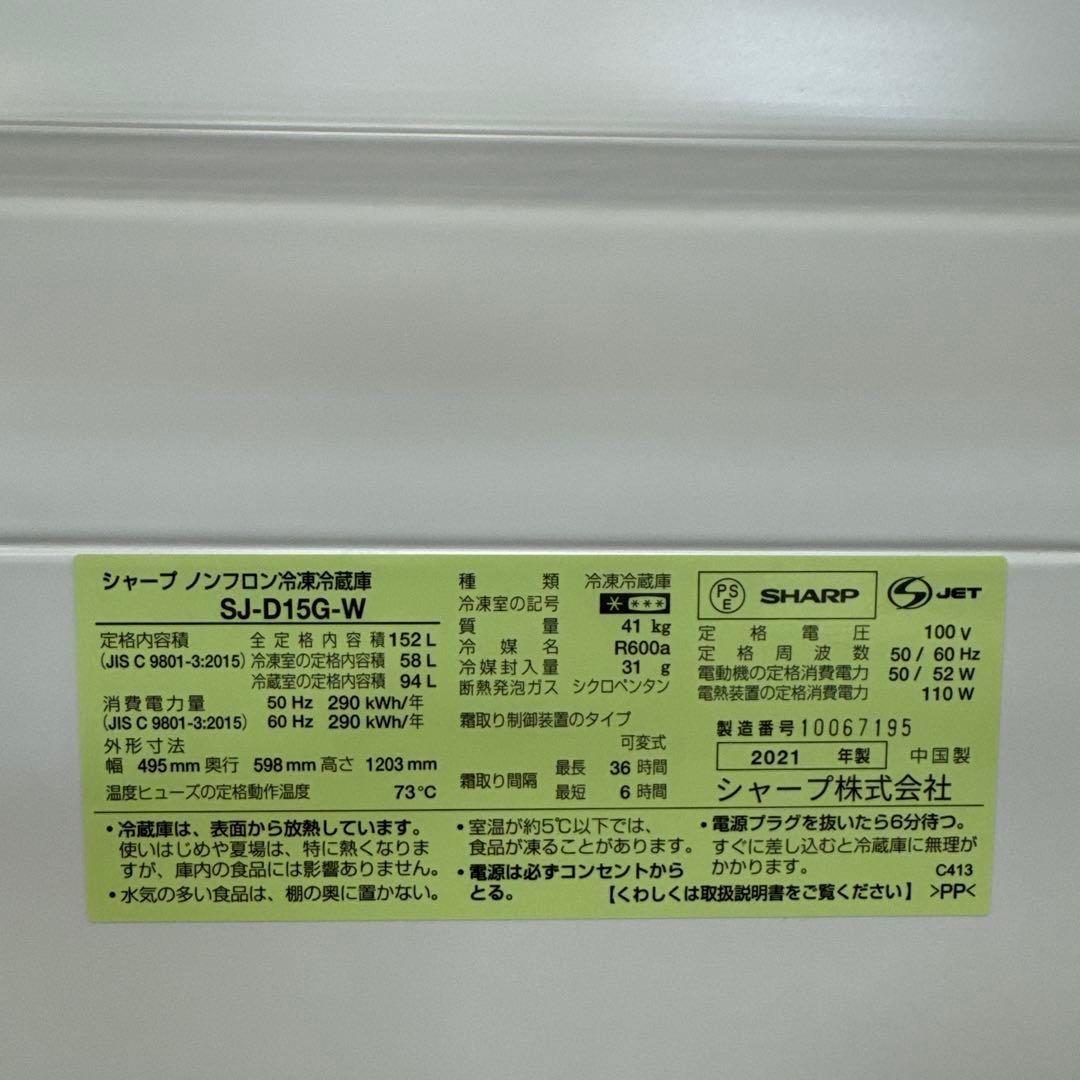 シャープ ノンフロン冷凍冷蔵庫
SJ-D15G-W
定格内容積 全定格内容積 152 L
(JIS C 9801-3:2015) 冷凍室の定格内容積 58 L
冷蔵室の定格内容積 94 L
消費電力量 50 Hz 290 kWh/年
(JIS C 9801-3:2015) 60 Hz 290 kWh/年
外形寸法
幅 495 mm 奥行 598 mm 高さ 1203 mm
温度ヒューズの定格動作温度 73℃
種類 冷凍冷蔵庫
冷凍室の記号 * ***
質量 41 kg
冷媒名 R600a
冷媒封入量 31 g
断熱発泡ガス シクロペンタン
霜取り制御装置のタイプ
可変式
霜取り間隔 最長 36 時間
最短 6 時間
PSE SHARP S JET
定格電圧 100 V
定格周波数 50 / 60 Hz
電動機の定格消費電力 50 / 52 W
電熱装置の定格消費電力 110 W
製造番号 10067195
2021 年製 中国製
シャープ株式会社
・冷蔵庫は、表面から放熱しています。
使いはじめや夏場は、特に熱くなりま
すが、庫内の食品には影響ありません。
・水気の多い食品は、棚の奥に置かない。
・室温が約5℃以下では、
食品が凍ることがあります。
・電源は必ずコンセントから
とる。
・電源プラグを抜いたら6分待つ。
すぐに差し込むと冷蔵庫に無理が
かかります。 C413
【くわしくは取扱説明書をご覧ください】 >PP<